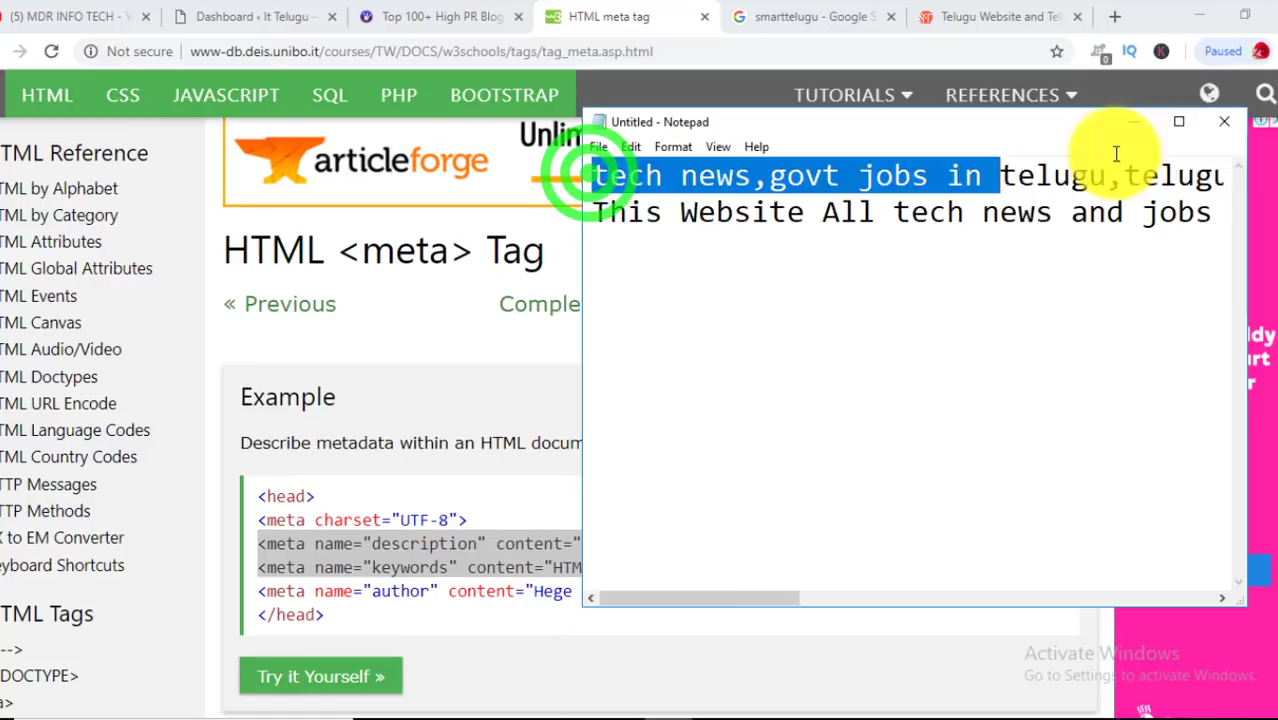 (5) MDR INFO TECH - Y
Dashboard ‹ It Telugu —
Top 100+ High PR Blog
HTML meta tag
smarttelugu - Google S
Telugu Website and Tel
Not secure
www-db.deis.unibo.it/courses/TW/DOCS/w3schools/tags/tag_meta.asp.html
0
IQ
K
Paused
HTML CSS JAVASCRIPT SQL PHP BOOTSTRAP TUTORIALS REFERENCES
TML Reference
TML by Alphabet
TML by Category
TML Attributes
TML Global Attributes
TML Events
TML Canvas
TML Audio/Video
TML Doctypes
TML URL Encode
TML Language Codes
TML Country Codes
TTP Messages
TTP Methods
X to EM Converter
eyboard Shortcuts
TML Tags
-->
DOCTYPE>
a>
articleforge
Unlim
HTML <meta> Tag
« Previous
Comple
Example
Describe metadata within an HTML docum
<head>
<meta charset="UTF-8">
<meta name="description" content="
<meta name="keywords" content="HTM
<meta name="author" content="Hege
</head>
Try it Yourself »
Untitled - Notepad
File Edit Format View Help
tech news,govt jobs in telugu,telugu
This Website All tech news and jobs
ddy
rt
r
Activate Windows
Go to Settings to activate Windows.